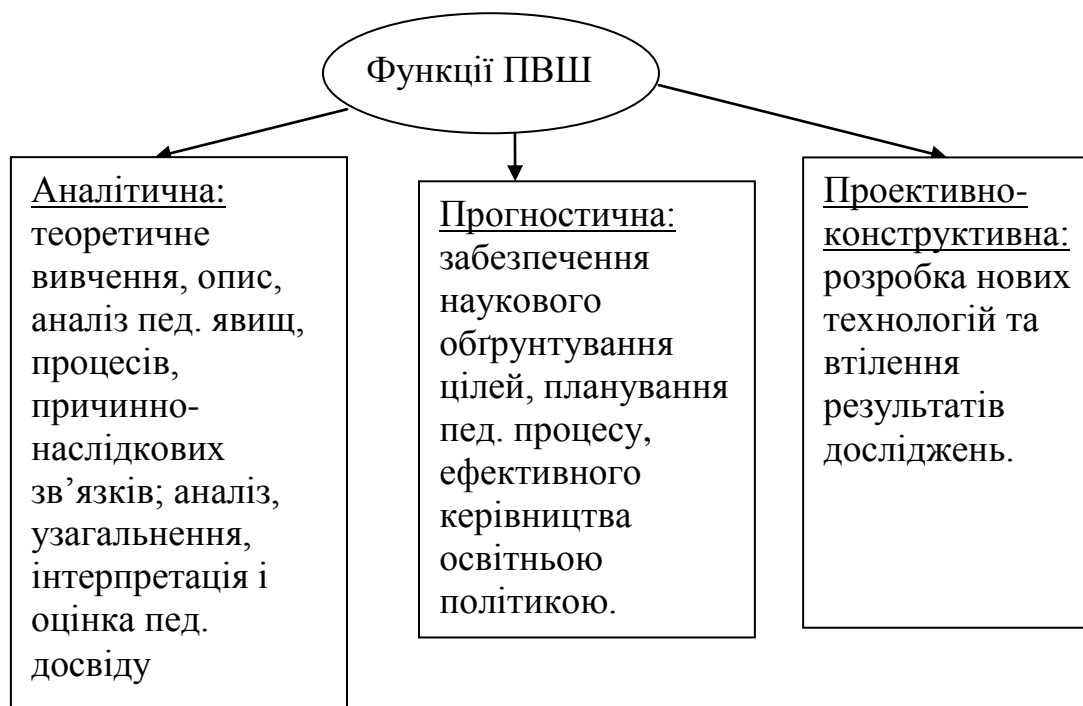 Функції ПВШ
Аналітична:
теоретичне
вивчення, опис,
аналіз пед. явищ,
процесів,
причинно-
наслідкових
зв’язків; аналіз,
узагальнення,
інтерпретація і
оцінка пед.
досвіду
Прогностична:
забезпечення
наукового
обґрунтування
цілей, планування
пед. процесу,
ефективного
керівництва
освітньою
політикою.
Проективно-
конструктивна:
розробка нових
технологій та
втілення
результатів
досліджень.